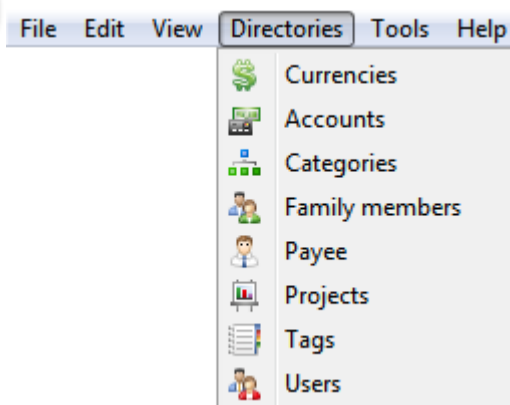 File Edit View Directories Tools Help
Currencies
Accounts
Categories
Family members
Payee
Projects
Tags
Users